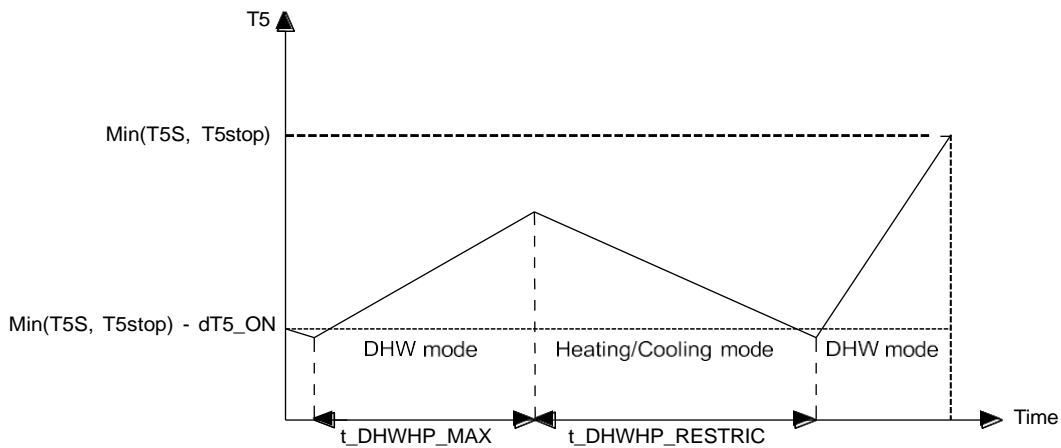 T5
Min(T5S, T5stop)
Min(T5S, T5stop) - dT5_ON
DHW mode
Heating/Cooling mode
DHW mode
Time
t_DHWHP_MAX
t_DHWHP_RESTRIC